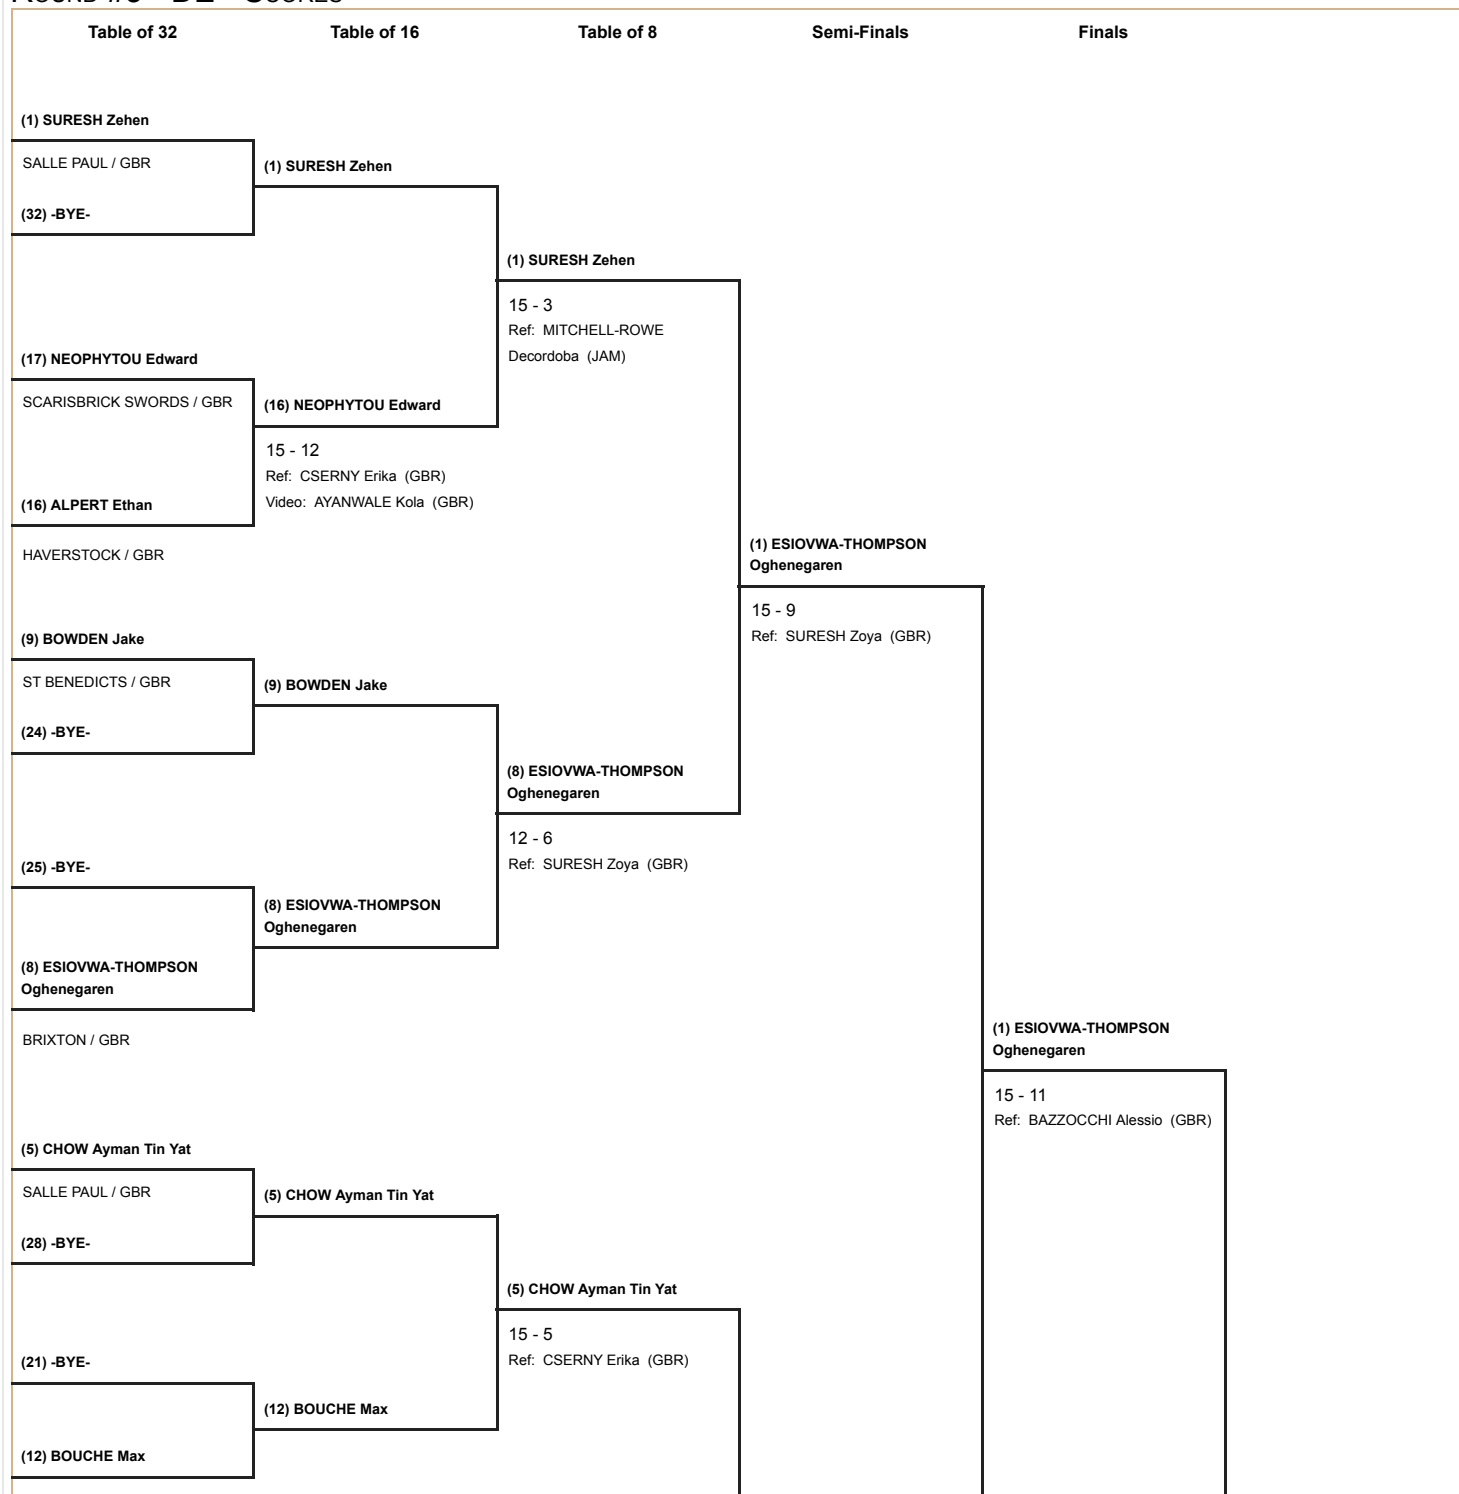 Table of 32
Table of 16
Table of 8
Semi-Finals
Finals
(1) SURESH Zehen
SALLE PAUL / GBR
(32) -BYE-
(17) NEOPHYTOU Edward
SCARISBRICK SWORDS / GBR
(16) ALPERT Ethan
HAVERSTOCK / GBR
(9) BOWDEN Jake
ST BENEDICTS / GBR
(24) -BYE-
(25) -BYE-
(8) ESIOVWA-THOMPSON
Oghenegaren
BRIXTON / GBR
(5) CHOW Ayman Tin Yat
SALLE PAUL / GBR
(28) -BYE-
(21) -BYE-
(12) BOUCHE Max
(1) SURESH Zehen
(16) NEOPHYTOU Edward
15 - 12
Ref: CSERNY Erika (GBR)
Video: AYANWALE Kola (GBR)
(9) BOWDEN Jake
(8) ESIOVWA-THOMPSON
Oghenegaren
(5) CHOW Ayman Tin Yat
(12) BOUCHE Max
(1) SURESH Zehen
15 - 3
Ref: MITCHELL-ROWE
Decordoba (JAM)
(8) ESIOVWA-THOMPSON
Oghenegaren
12 - 6
Ref: SURESH Zoya (GBR)
(5) CHOW Ayman Tin Yat
15 - 5
Ref: CSERNY Erika (GBR)
(1) ESIOVWA-THOMPSON
Oghenegaren
15 - 9
Ref: SURESH Zoya (GBR)
(1) ESIOVWA-THOMPSON
Oghenegaren
15 - 11
Ref: BAZZOCCHI Alessio (GBR)